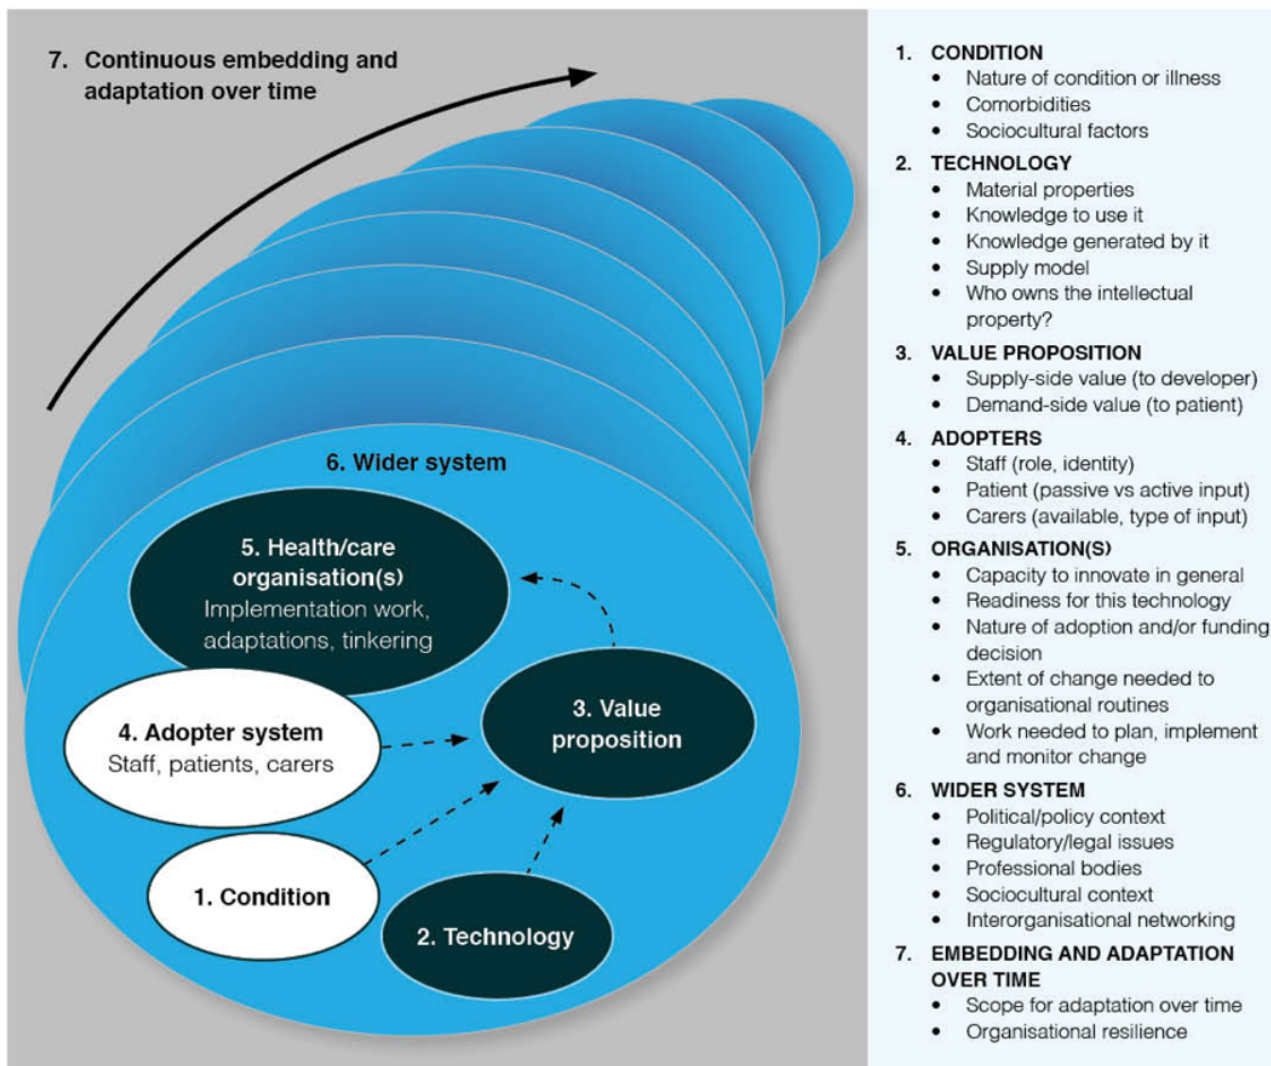 7. Continuous embedding and
adaptation over time
6. Wider system
5. Health/care
organisation(s)
Implementation work,
adaptations, tinkering
3. Value
proposition
4. Adopter system
Staff, patients, carers
1. Condition
2. Technology
1. CONDITION
• Nature of condition or illness
• Comorbidities
• Sociocultural factors
2. TECHNOLOGY
• Material properties
• Knowledge to use it
• Knowledge generated by it
• Supply model
• Who owns the intellectual
property?
3. VALUE PROPOSITION
• Supply-side value (to developer)
• Demand-side value (to patient)
4. ADOPTERS
• Staff (role, identity)
• Patient (passive vs active input)
• Carers (available, type of input)
5. ORGANISATION(S)
• Capacity to innovate in general
• Readiness for this technology
• Nature of adoption and/or funding
decision
• Extent of change needed to
organisational routines
• Work needed to plan, implement
and monitor change
6. WIDER SYSTEM
• Political/policy context
• Regulatory/legal issues
• Professional bodies
• Sociocultural context
• Interorganisational networking
7. EMBEDDING AND ADAPTATION
OVER TIME
• Scope for adaptation over time
• Organisational resilience